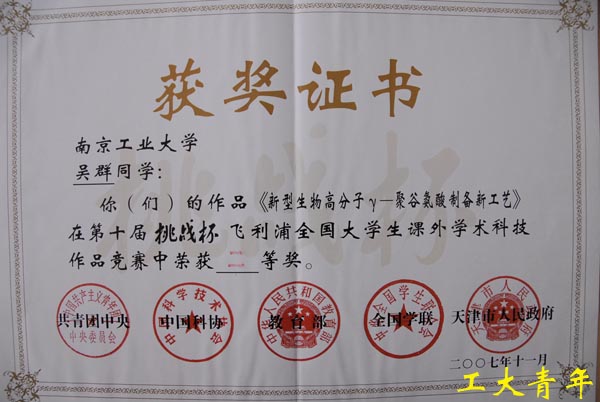 获奖证书
南京工业大学
吴群同学：
你（们）的作品《新型生物高分子γ—聚谷氨酸制备新工艺》
在第十届挑战杯飞利浦全国大学生课外学术科技
作品竞赛中荣获 等奖。
共青团中央 中国科协 教育部 全国学联 天津市人民政府
二〇〇七年十一月
工大青年